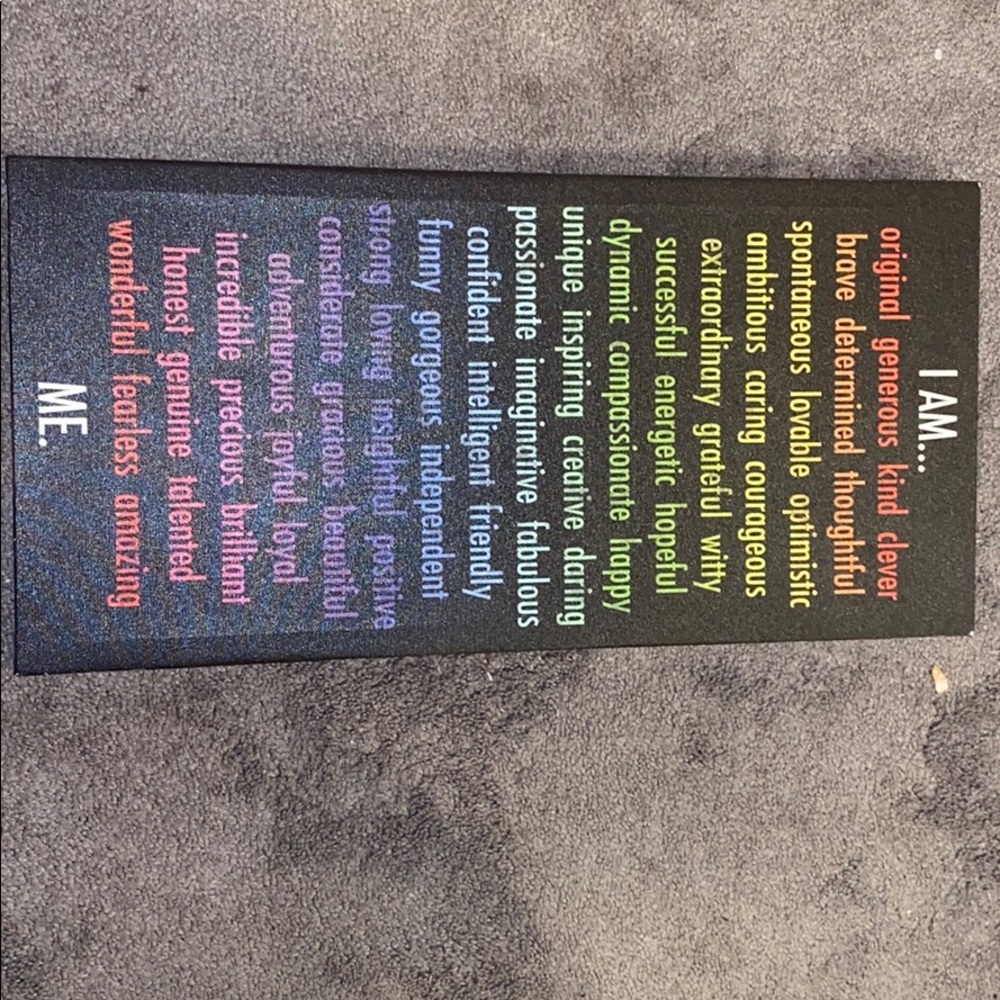 I AM...
original generous kind clever
brave determined thoughtful
spontaneous lovable optimistic
ambitious caring courageous
extraordinary grateful witty
successful energetic hopeful
dynamic compassionate happy
unique inspiring creative daring
passionate imaginative fabulous
confident intelligent friendly
funny gorgeous independent
strong loving insightful positive
considerate gracious beautiful
adventurous joyful loyal
incredible precious brilliant
honest genuine talented
wonderful fearless amazing
ME.